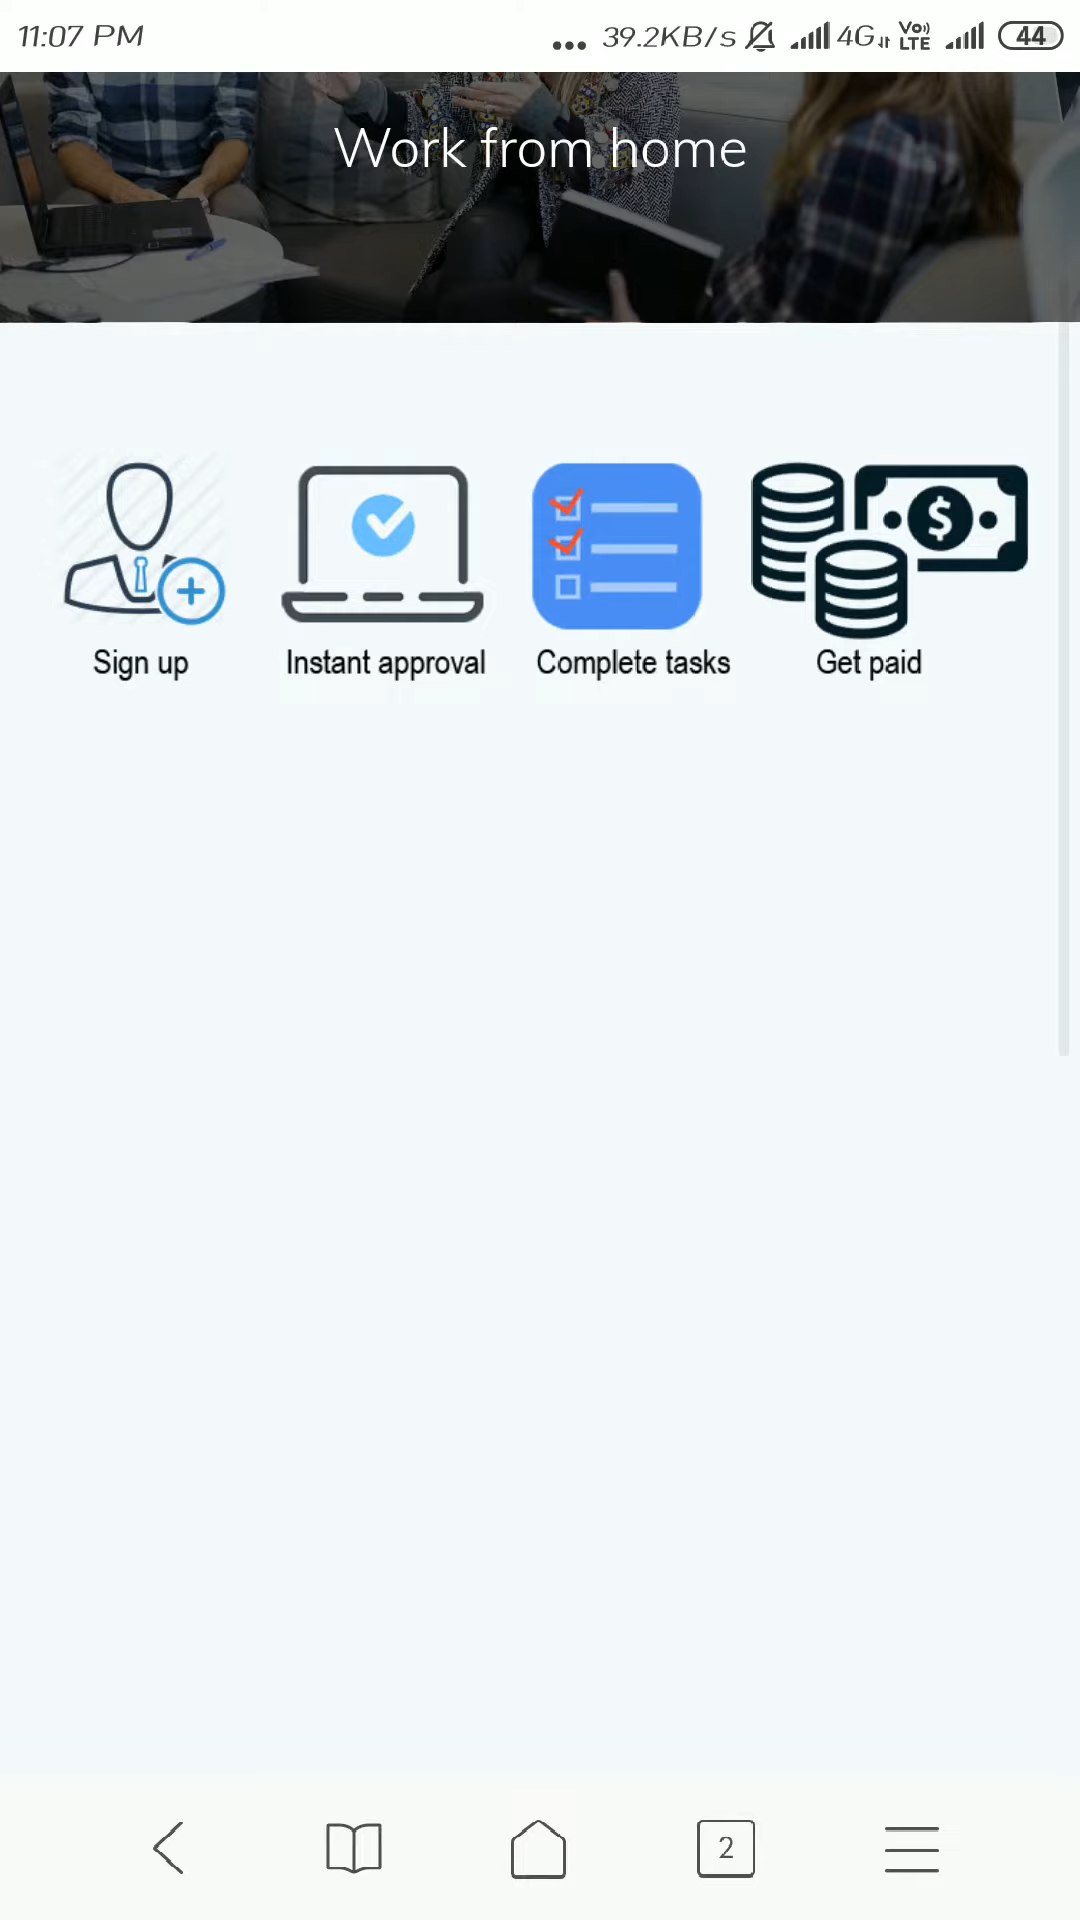 11:07 PM ... 39.2KB/s 4G Vo)) LTE 44
Work from home
$
Sign up Instant approval Complete tasks Get paid
2